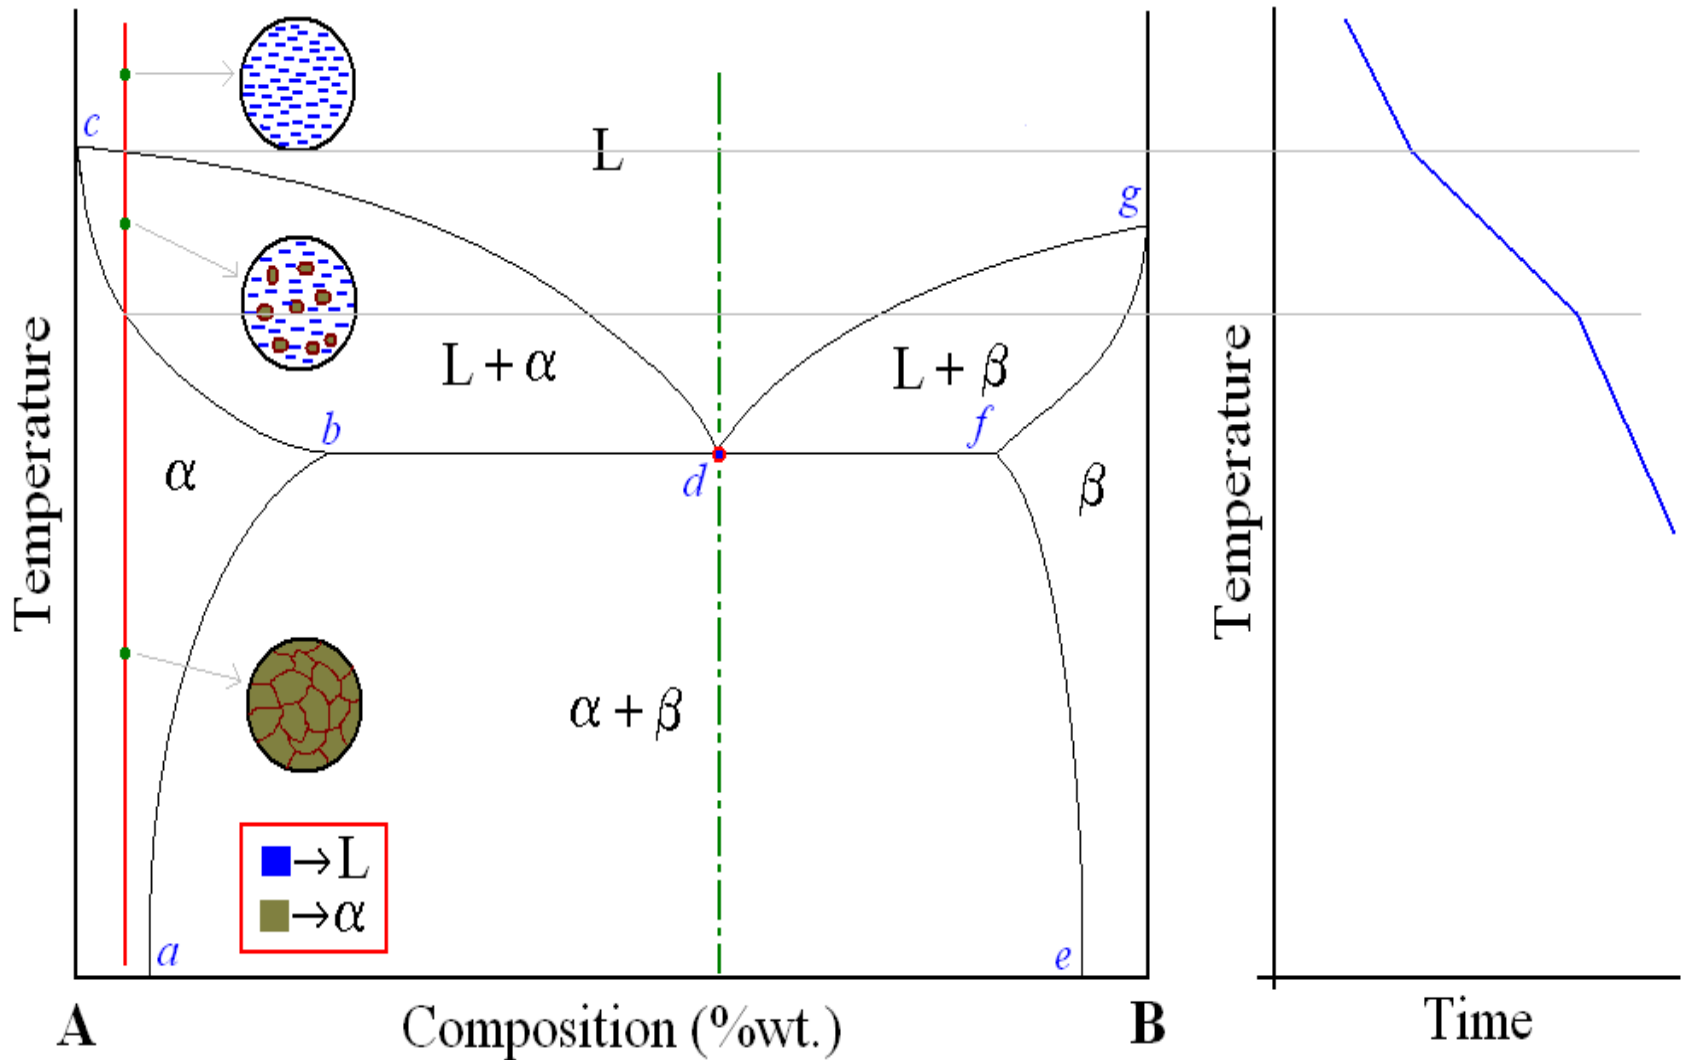 c
L
g
L + α
L + β
b
f
α
d
β
Temperature
Temperature
α + β
→L
→α
a
e
A
Composition (%wt.)
B
Time